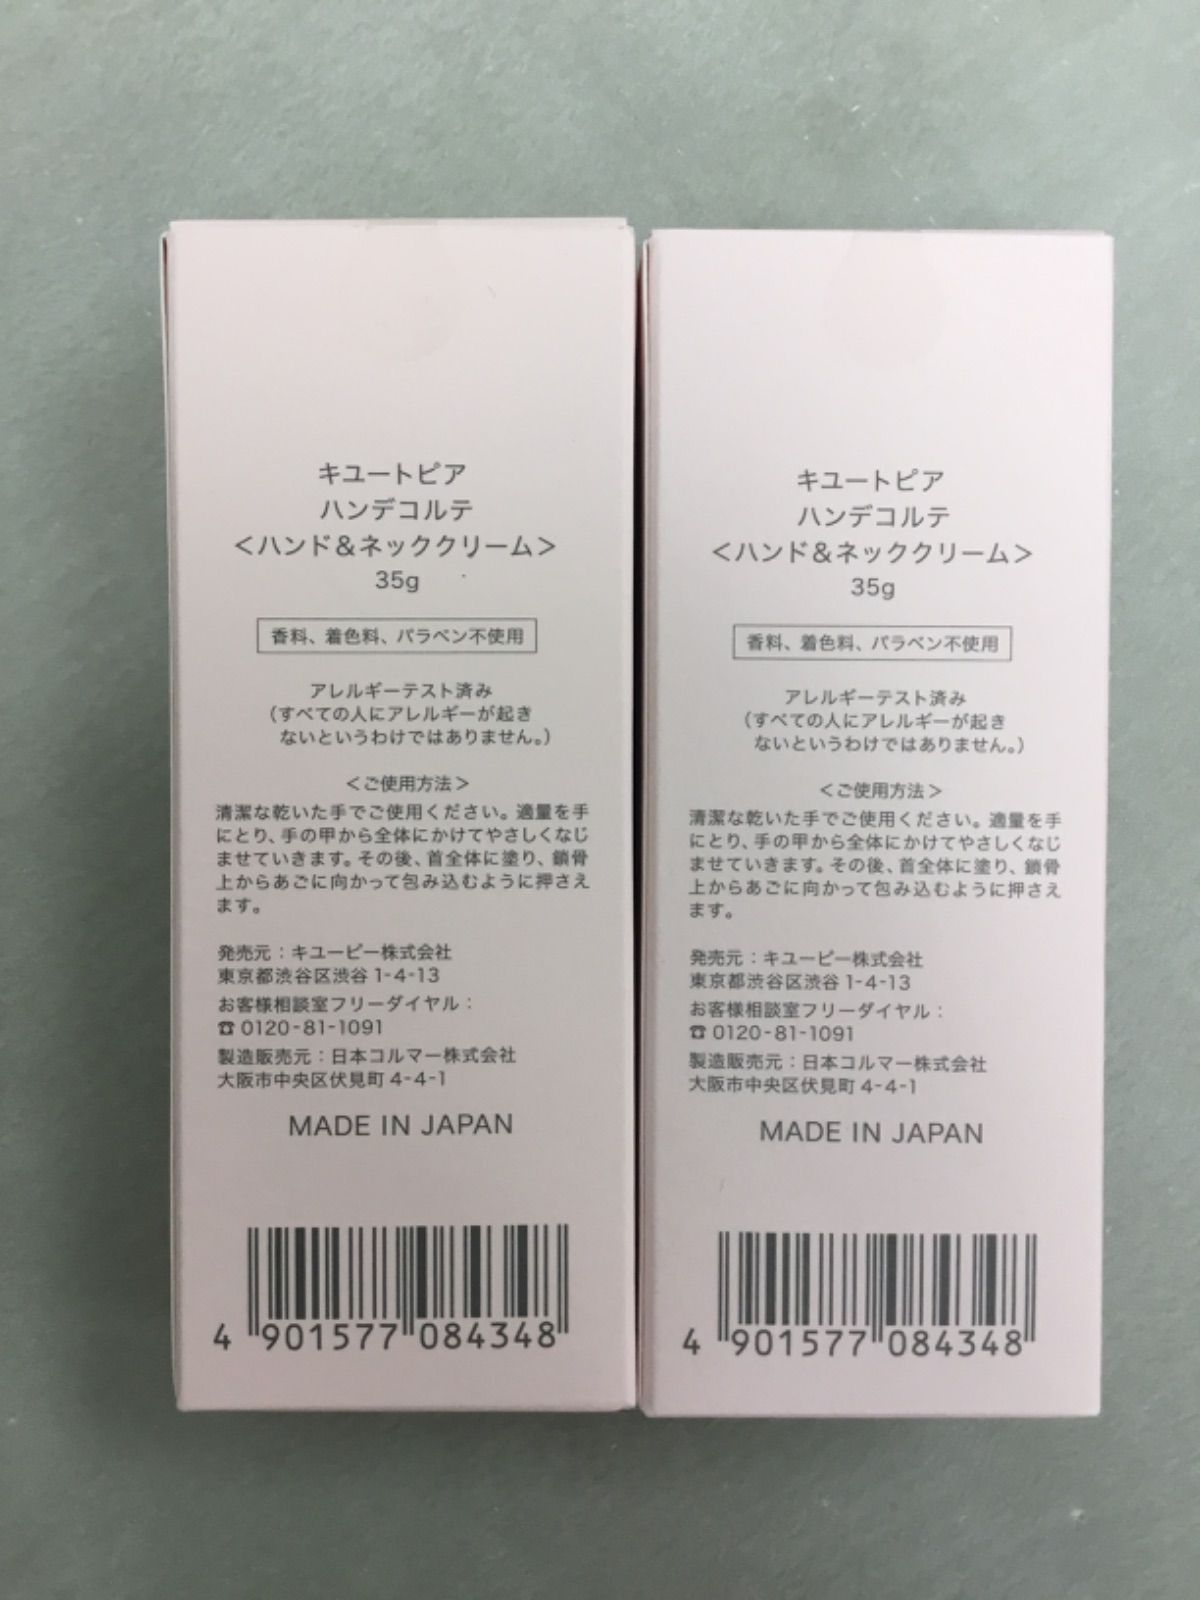 キユートピア
ハンデコルテ
＜ハンド＆ネッククリーム＞
35g
香料、着色料、パラベン不使用
アレルギーテスト済み
（すべての人にアレルギーが起き
ないというわけではありません。）
＜ご使用方法＞
清潔な乾いた手でご使用ください。適量を手
にとり、手の甲から全体にかけてやさしくなじ
ませていきます。その後、首全体に塗り、鎖骨
上からあごに向かって包み込むように押さえ
ます。
発売元：キユーピー株式会社
東京都渋谷区渋谷 1-4-13
お客様相談室フリーダイヤル：
☎ 0120-81-1091
製造販売元：日本コルマー株式会社
大阪市中央区伏見町 4-4-1
MADE IN JAPAN
4 901577 084348
キユートピア
ハンデコルテ
＜ハンド＆ネッククリーム＞
35g
香料、着色料、パラベン不使用
アレルギーテスト済み
（すべての人にアレルギーが起き
ないというわけではありません。）
＜ご使用方法＞
清潔な乾いた手でご使用ください。適量を手
にとり、手の甲から全体にかけてやさしくなじ
ませていきます。その後、首全体に塗り、鎖骨
上からあごに向かって包み込むように押さえ
ます。
発売元：キユーピー株式会社
東京都渋谷区渋谷 1-4-13
お客様相談室フリーダイヤル：
☎ 0120-81-1091
製造販売元：日本コルマー株式会社
大阪市中央区伏見町 4-4-1
MADE IN JAPAN
4 901577 084348